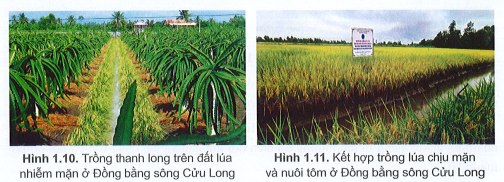 Hình 1.10. Trồng thanh long trên đất lúa
nhiễm mặn ở Đồng bằng sông Cửu Long
Hình 1.11. Kết hợp trồng lúa chịu mặn
và nuôi tôm ở Đồng bằng sông Cửu Long